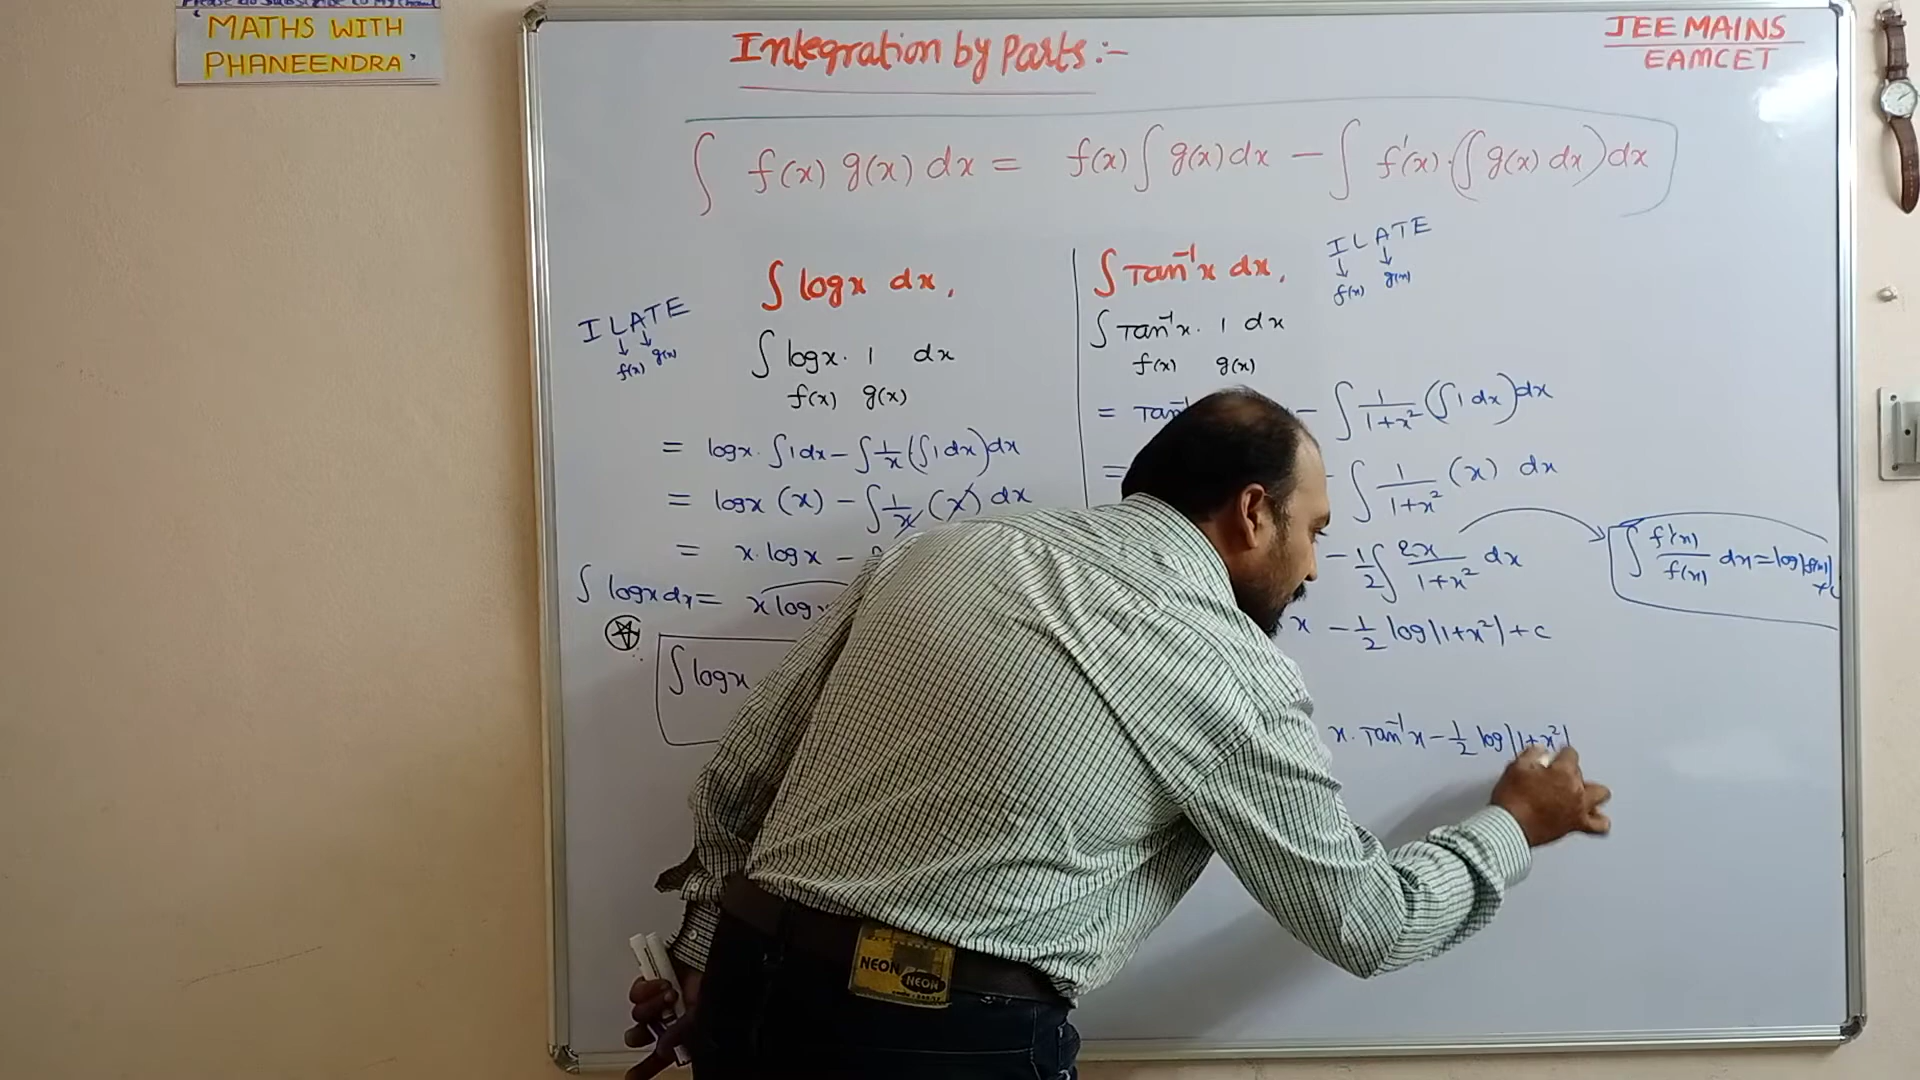 MATHS WITH
PHANEENDRA
Integration by Parts :-
JEE MAINS
EAMCET
∫ f(x) g(x) dx = f(x) ∫ g(x) dx − ∫ f'(x) · (∫ g(x) dx) dx
∫ log x dx,
ILATE
f(x) g(x)
∫ log x · 1 dx
f(x) g(x)
= log x · ∫ 1 dx − ∫ 1/x (∫ 1 dx) dx
= log x (x) − ∫ 1/x (x) dx
= x · log x −
∫ log x dx = x log
∫ log x
∫ Tan⁻¹x dx,
ILATE
f(x) g(x)
∫ Tan⁻¹x · 1 dx
f(x) g(x)
= Tan⁻¹ − ∫ 1/(1+x²) (∫ 1 dx) dx
= − ∫ 1/(1+x²) (x) dx
− 1/2 ∫ 2x/(1+x²) dx
∫ f'(x)/f(x) dx = log|f(x)| + c
x − 1/2 log|1+x²| + c
x · Tan⁻¹x − 1/2 log|1+x²|
NEON
NEON